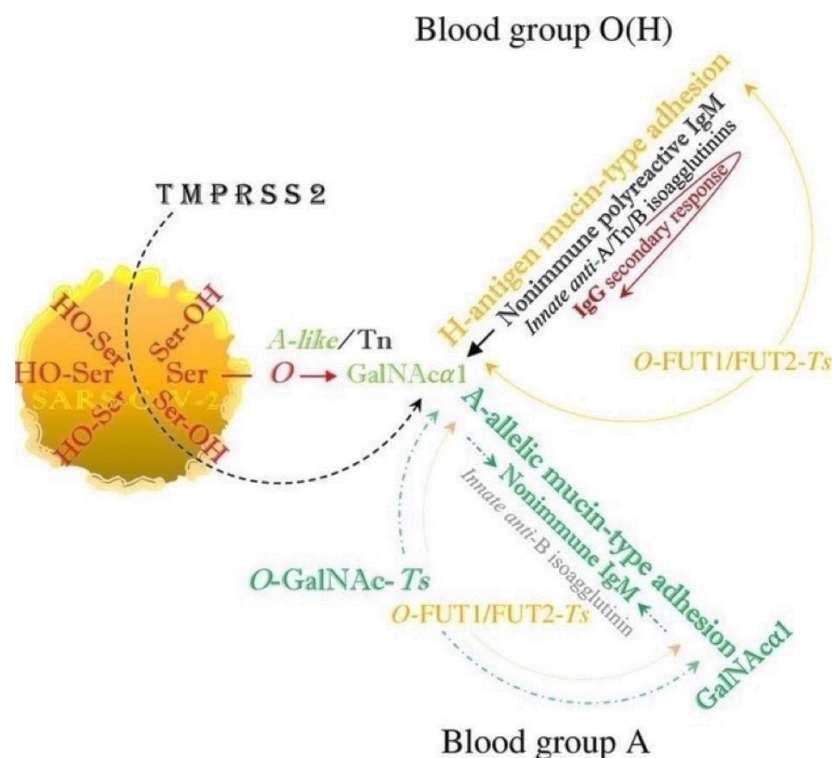 Blood group O(H)
H-antigen mucin-type adhesion
Nonimmune polyreactive IgM
Innate anti-A/Tn/B isoagglutinins
IgG secondary response
TMPRSS2
HO-Ser
Ser-OH
A-like/Tn
HO-Ser
Ser
O
GalNAcα1
O-FUT1/FUT2-Ts
SARS-CoV-2
HO-Ser
Ser-OH
A-allelic mucin-type adhesion
Nonimmune IgM
Innate anti-B isoagglutinin
O-GalNAc-Ts
O-FUT1/FUT2-Ts
GalNAcα1
Blood group A